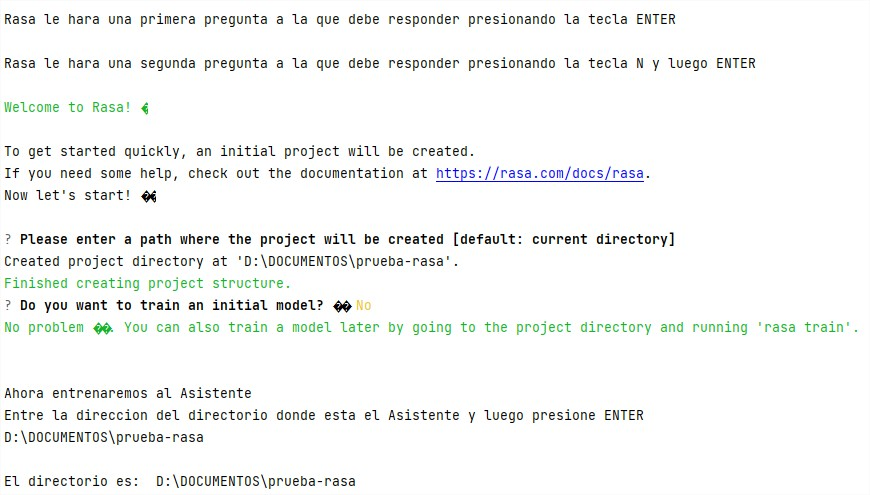 Rasa le hara una primera pregunta a la que debe responder presionando la tecla ENTER
Rasa le hara una segunda pregunta a la que debe responder presionando la tecla N y luego ENTER
Welcome to Rasa! �
To get started quickly, an initial project will be created.
If you need some help, check out the documentation at https://rasa.com/docs/rasa.
Now let's start! ��
? Please enter a path where the project will be created [default: current directory]
Created project directory at 'D:\DOCUMENTOS\prueba-rasa'.
Finished creating project structure.
? Do you want to train an initial model? �� No
No problem ��. You can also train a model later by going to the project directory and running 'rasa train'.
Ahora entrenaremos al Asistente
Entre la direccion del directorio donde esta el Asistente y luego presione ENTER
D:\DOCUMENTOS\prueba-rasa
El directorio es:  D:\DOCUMENTOS\prueba-rasa